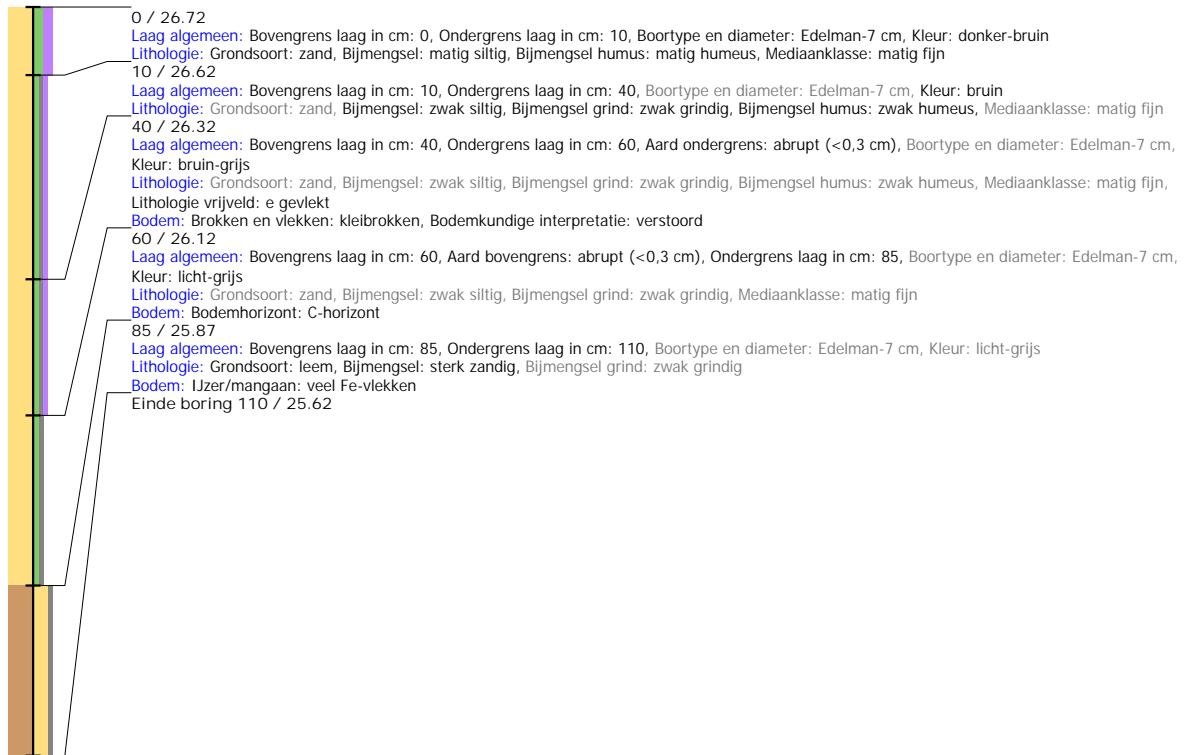 0 / 26.72
Laag algemeen: Bovengrens laag in cm: 0, Ondergrens laag in cm: 10, Boortype en diameter: Edelman-7 cm, Kleur: donker-bruin
Lithologie: Grondsoort: zand, Bijmengsel: matig siltig, Bijmengsel humus: matig humeus, Mediaanklasse: matig fijn
10 / 26.62
Laag algemeen: Bovengrens laag in cm: 10, Ondergrens laag in cm: 40, Boortype en diameter: Edelman-7 cm, Kleur: bruin
Lithologie: Grondsoort: zand, Bijmengsel: zwak siltig, Bijmengsel grind: zwak grindig, Bijmengsel humus: zwak humeus, Mediaanklasse: matig fijn
40 / 26.32
Laag algemeen: Bovengrens laag in cm: 40, Ondergrens laag in cm: 60, Aard ondergrens: abrupt (<0,3 cm), Boortype en diameter: Edelman-7 cm,
Kleur: bruin-grijs
Lithologie: Grondsoort: zand, Bijmengsel: zwak siltig, Bijmengsel grind: zwak grindig, Bijmengsel humus: zwak humeus, Mediaanklasse: matig fijn,
Lithologie vrijveld: e gevlekt
Bodem: Brokken en vlekken: kleibrokken, Bodemkundige interpretatie: verstoord
60 / 26.12
Laag algemeen: Bovengrens laag in cm: 60, Aard bovengrens: abrupt (<0,3 cm), Ondergrens laag in cm: 85, Boortype en diameter: Edelman-7 cm,
Kleur: licht-grijs
Lithologie: Grondsoort: zand, Bijmengsel: zwak siltig, Bijmengsel grind: zwak grindig, Mediaanklasse: matig fijn
Bodem: Bodemhorizont: C-horizont
85 / 25.87
Laag algemeen: Bovengrens laag in cm: 85, Ondergrens laag in cm: 110, Boortype en diameter: Edelman-7 cm, Kleur: licht-grijs
Lithologie: Grondsoort: leem, Bijmengsel: sterk zandig, Bijmengsel grind: zwak grindig
Bodem: IJzer/mangaan: veel Fe-vlekken
Einde boring 110 / 25.62